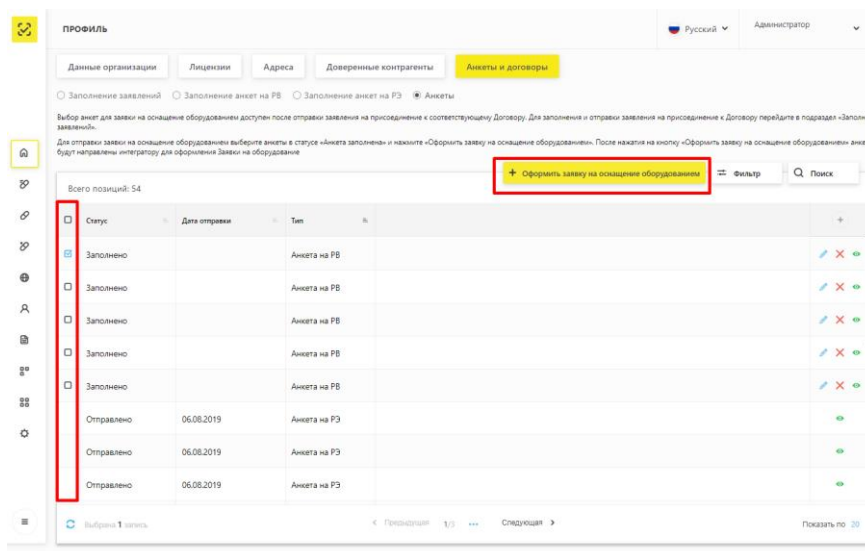 ПРОФИЛЬ
Русский
Администратор
Данные организации
Лицензии
Адреса
Доверенные контрагенты
Анкеты и договоры
Заполнение заявлений
Заполнение анкет на РВ
Заполнение анкет на РЭ
Анкеты
Выбор анкет для заявки на оснащение оборудованием доступен после отправки заявления на присоединение к соответствующему Договору. Для заполнения и отправки заявления на присоединение к Договору перейдите в подраздел «Запол
заявлений».
Для отправки заявки на оснащение оборудованием выберите анкеты в статусе «Анкета заполнена» и нажмите «Оформить заявку на оснащение оборудованием». После нажатия на кнопку «Оформить заявку на оснащение оборудованием» анке
будут направлены интегратору для оформления Заявки на оборудование
+ Оформить заявку на оснащение оборудованием
Фильтр
Поиск
Всего позиций: 54
Статус Дата отправки Тип
Заполнено Анкета на РВ
Заполнено Анкета на РВ
Заполнено Анкета на РВ
Заполнено Анкета на РВ
Заполнено Анкета на РВ
Отправлено 06.08.2019 Анкета на РЭ
Отправлено 06.08.2019 Анкета на РЭ
Отправлено 06.08.2019 Анкета на РЭ
Выбрана 1 запись
Предыдущая 1/3 ••• Следующая
Показать по 20